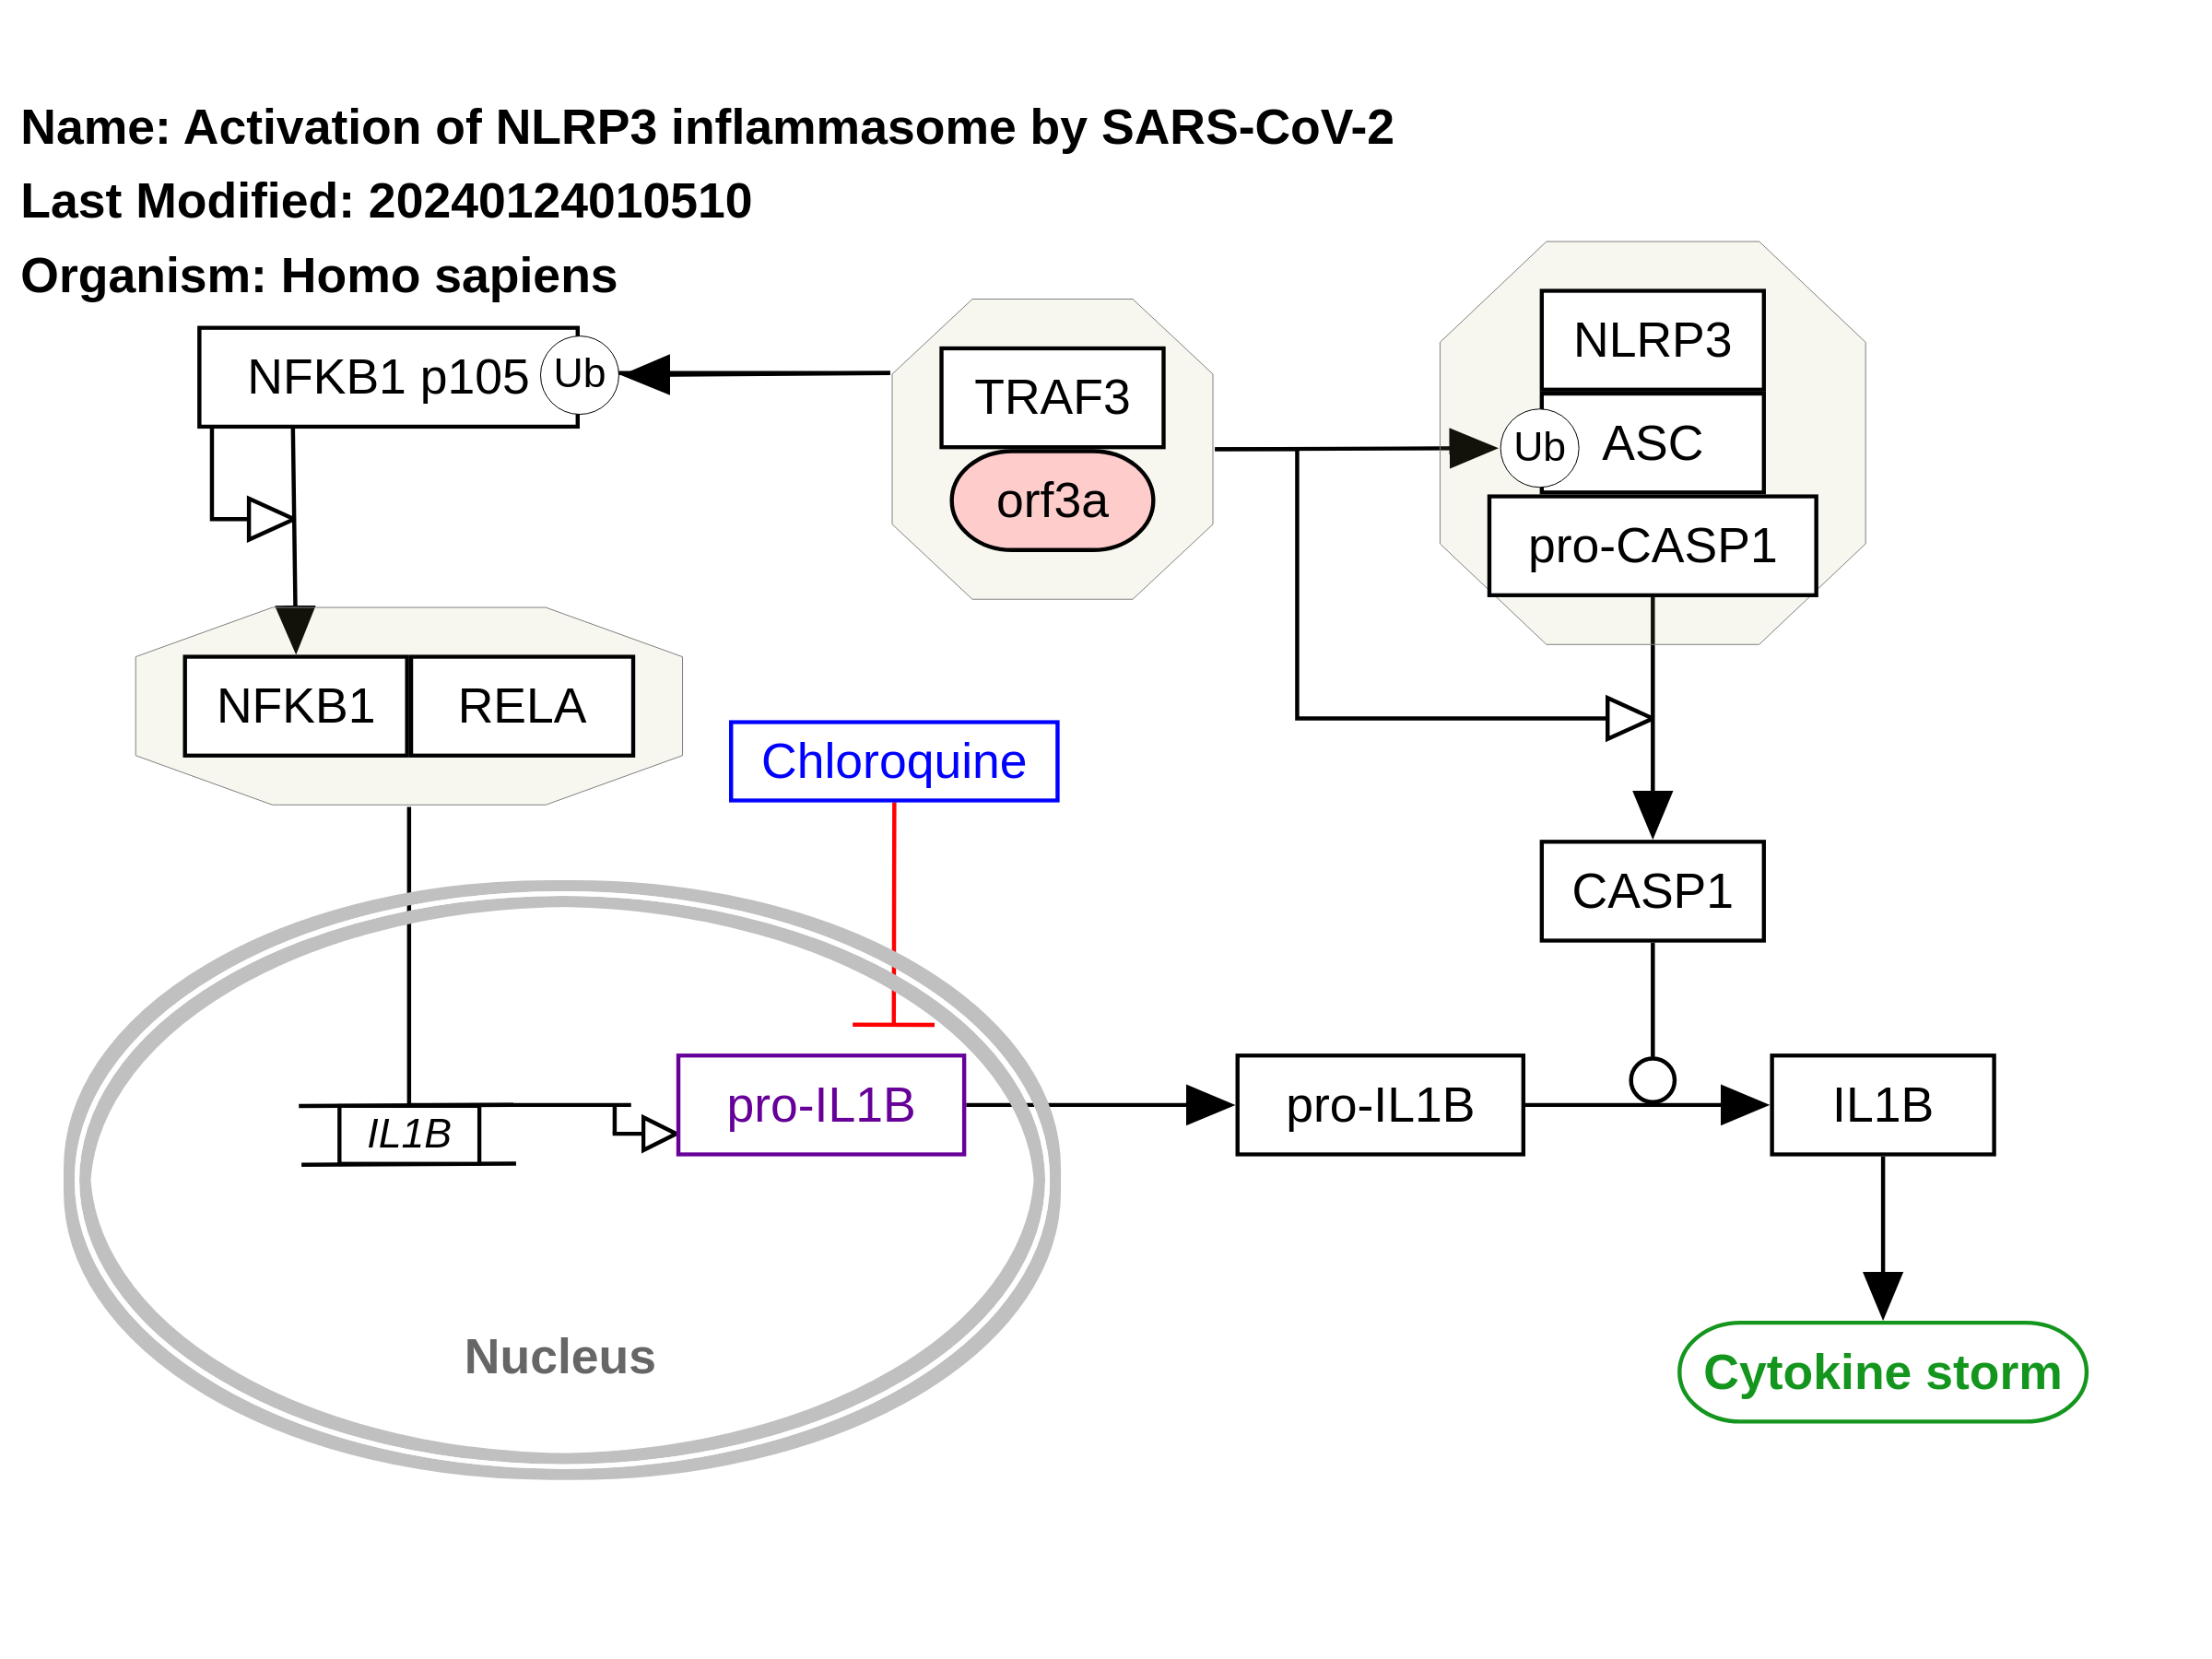 Name: Activation of NLRP3 inflammasome by SARS-CoV-2
Last Modified: 20240124010510
Organism: Homo sapiens
NFKB1 p105
Ub
TRAF3
orf3a
NLRP3
Ub
ASC
pro-CASP1
NFKB1
RELA
Chloroquine
CASP1
IL1B
pro-IL1B
pro-IL1B
IL1B
Nucleus
Cytokine storm